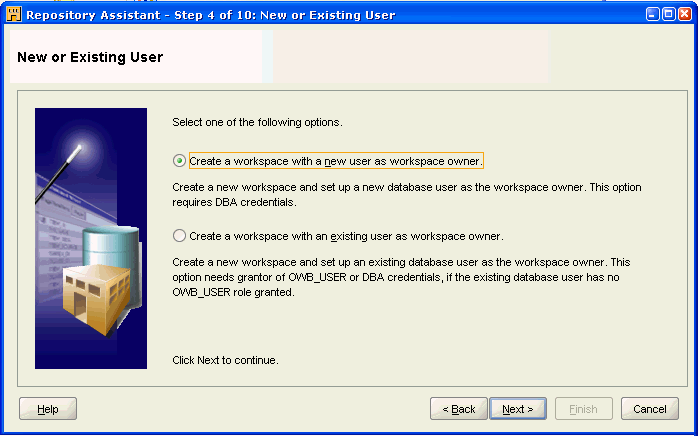 Repository Assistant - Step 4 of 10: New or Existing User
New or Existing User
Select one of the following options.
Create a workspace with a new user as workspace owner.
Create a new workspace and set up a new database user as the workspace owner. This option
requires DBA credentials.
Create a workspace with an existing user as workspace owner.
Create a new workspace and set up an existing database user as the workspace owner. This
option needs grantor of OWB_USER or DBA credentials, if the existing database user has no
OWB_USER role granted.
Click Next to continue.
Help
< Back
Next >
Finish
Cancel